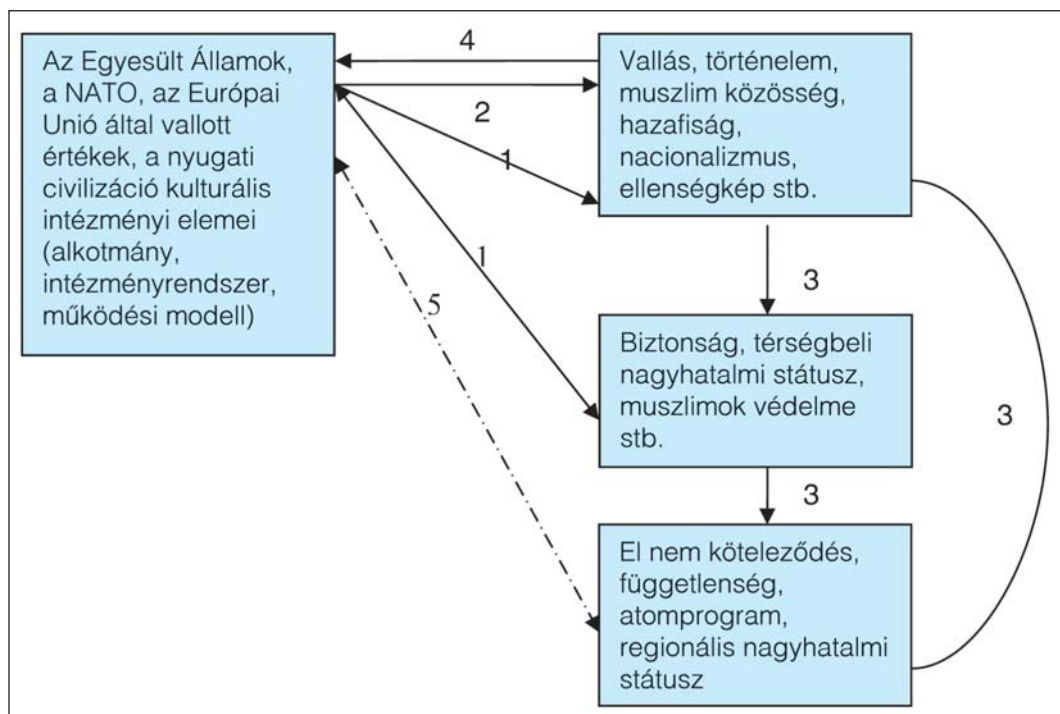 Az Egyesült Államok,
a NATO, az Európai
Unió által vallott
értékek, a nyugati
civilizáció kulturális
intézményi elemei
(alkotmány,
intézményrendszer,
működési modell)
4
2
1
1
5
Vallás, történelem,
muszlim közösség,
hazafiság,
nacionalizmus,
ellenségkép stb.
3
Biztonság, térségbeli
nagyhatalmi státusz,
muszlimok védelme
stb.
3
3
El nem köteleződés,
függetlenség,
atomprogram,
regionális nagyhatalmi
státusz